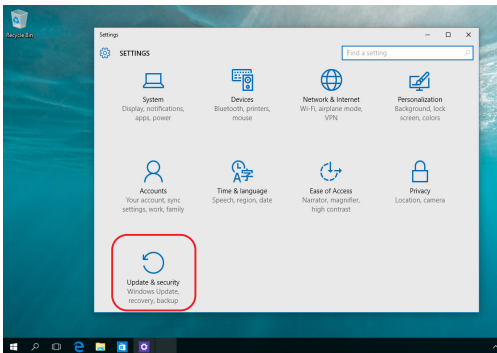 Recycle Bin
Settings
SETTINGS
Find a setting
System
Display, notifications,
apps, power
Devices
Bluetooth, printers,
mouse
Network & Internet
Wi-Fi, airplane mode,
VPN
Personalization
Background, lock
screen, colors
Accounts
Your account, sync
settings, work, family
Time & language
Speech, region, date
Ease of Access
Narrator, magnifier,
high contrast
Privacy
Location, camera
Update & security
Windows Update,
recovery, backup